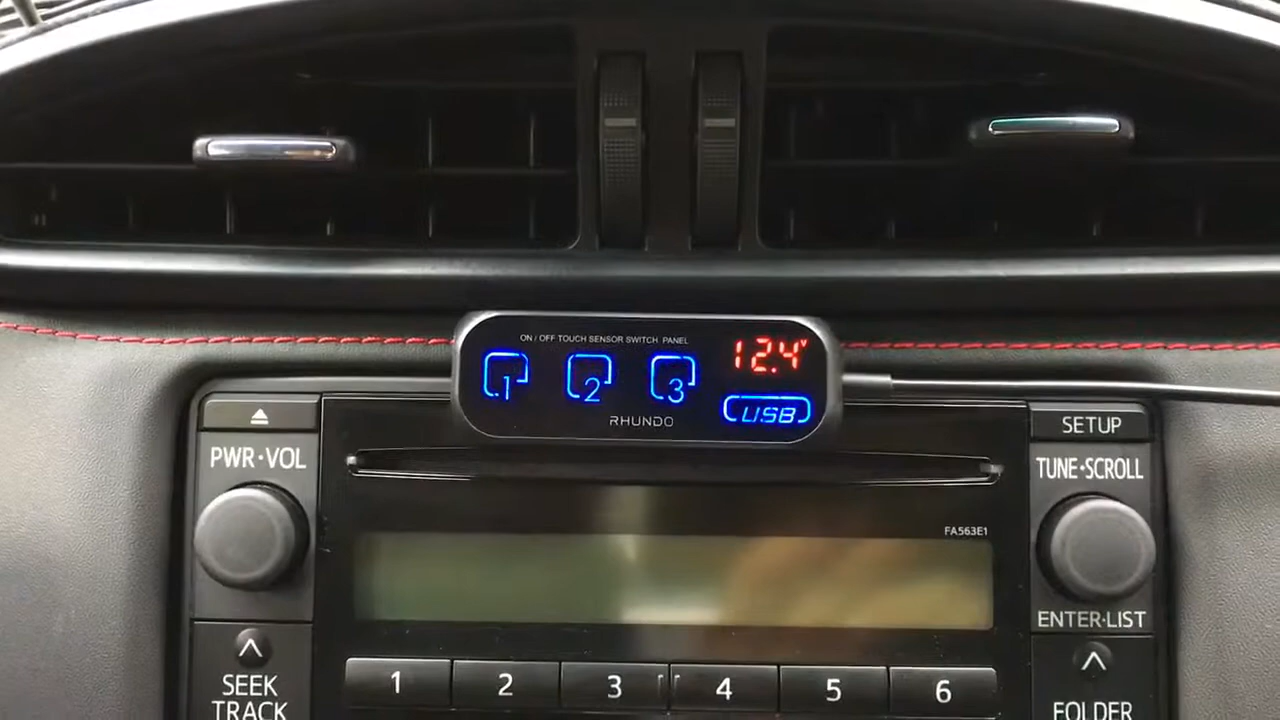 ON / OFF TOUCH SENSOR SWITCH PANEL
12.4V
1 2 3
USB
RHUNDO
SETUP
PWR•VOL
TUNE•SCROLL
FA563E1
ENTER•LIST
1 2 3 4 5 6
SEEK
TRACK
FOLDER